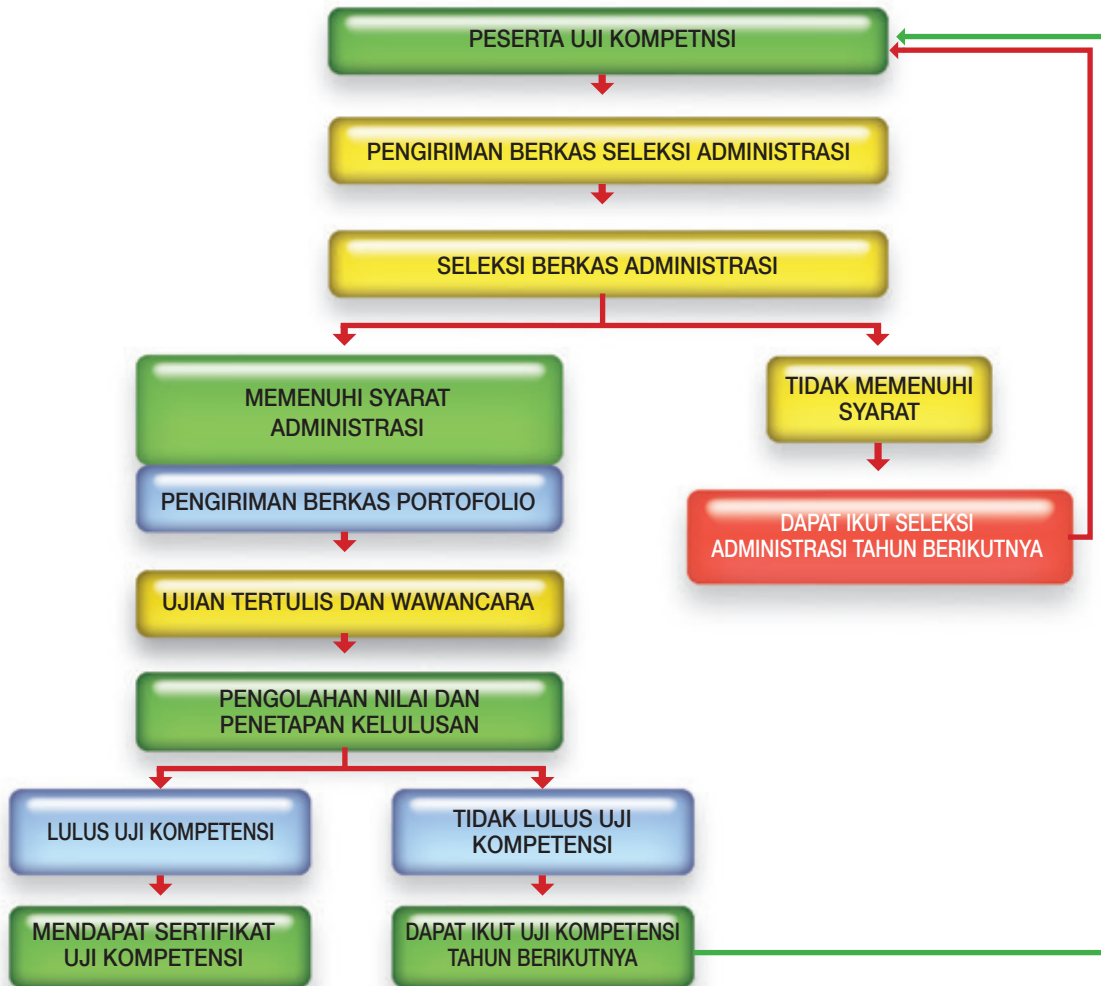 PESERTA UJI KOMPETNSI
PENGIRIMAN BERKAS SELEKSI ADMINISTRASI
SELEKSI BERKAS ADMINISTRASI
MEMENUHI SYARAT
ADMINISTRASI
TIDAK MEMENUHI
SYARAT
PENGIRIMAN BERKAS PORTOFOLIO
DAPAT IKUT SELEKSI
ADMINISTRASI TAHUN BERIKUTNYA
UJIAN TERTULIS DAN WAWANCARA
PENGOLAHAN NILAI DAN
PENETAPAN KELULUSAN
LULUS UJI KOMPETENSI
TIDAK LULUS UJI
KOMPETENSI
MENDAPAT SERTIFIKAT
UJI KOMPETENSI
DAPAT IKUT UJI KOMPETENSI
TAHUN BERIKUTNYA